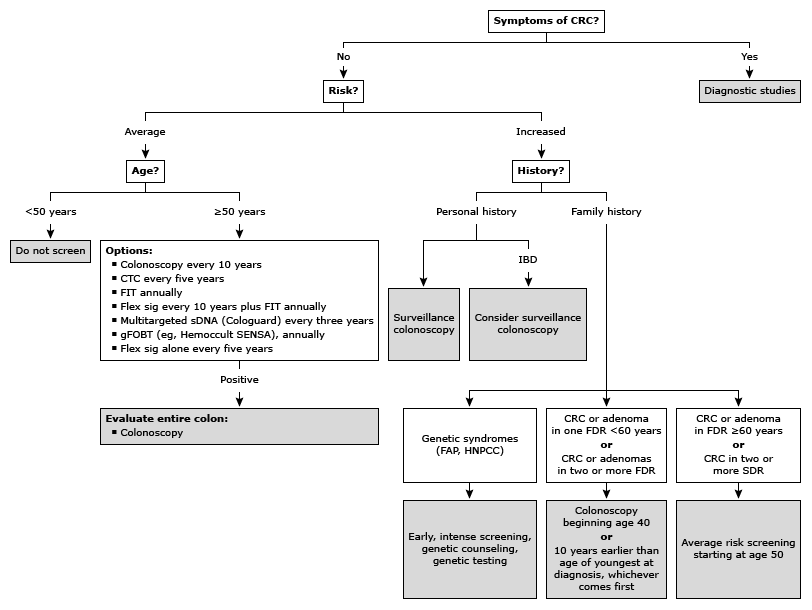 Symptoms of CRC?
No
Yes
Risk?
Diagnostic studies
Average
Increased
Age?
History?
<50 years
≥50 years
Personal history
Family history
Do not screen
Options:
▪ Colonoscopy every 10 years
▪ CTC every five years
▪ FIT annually
▪ Flex sig every 10 years plus FIT annually
▪ Multitargeted sDNA (Cologuard) every three years
▪ gFOBT (eg, Hemoccult SENSA), annually
▪ Flex sig alone every five years
IBD
Surveillance
colonoscopy
Consider surveillance
colonoscopy
Positive
Evaluate entire colon:
▪ Colonoscopy
Genetic syndromes
(FAP, HNPCC)
CRC or adenoma
in one FDR <60 years
or
CRC or adenomas
in two or more FDR
CRC or adenoma
in FDR ≥60 years
or
CRC in two or
more SDR
Early, intense screening,
genetic counseling,
genetic testing
Colonoscopy
beginning age 40
or
10 years earlier than
age of youngest at
diagnosis, whichever
comes first
Average risk screening
starting at age 50